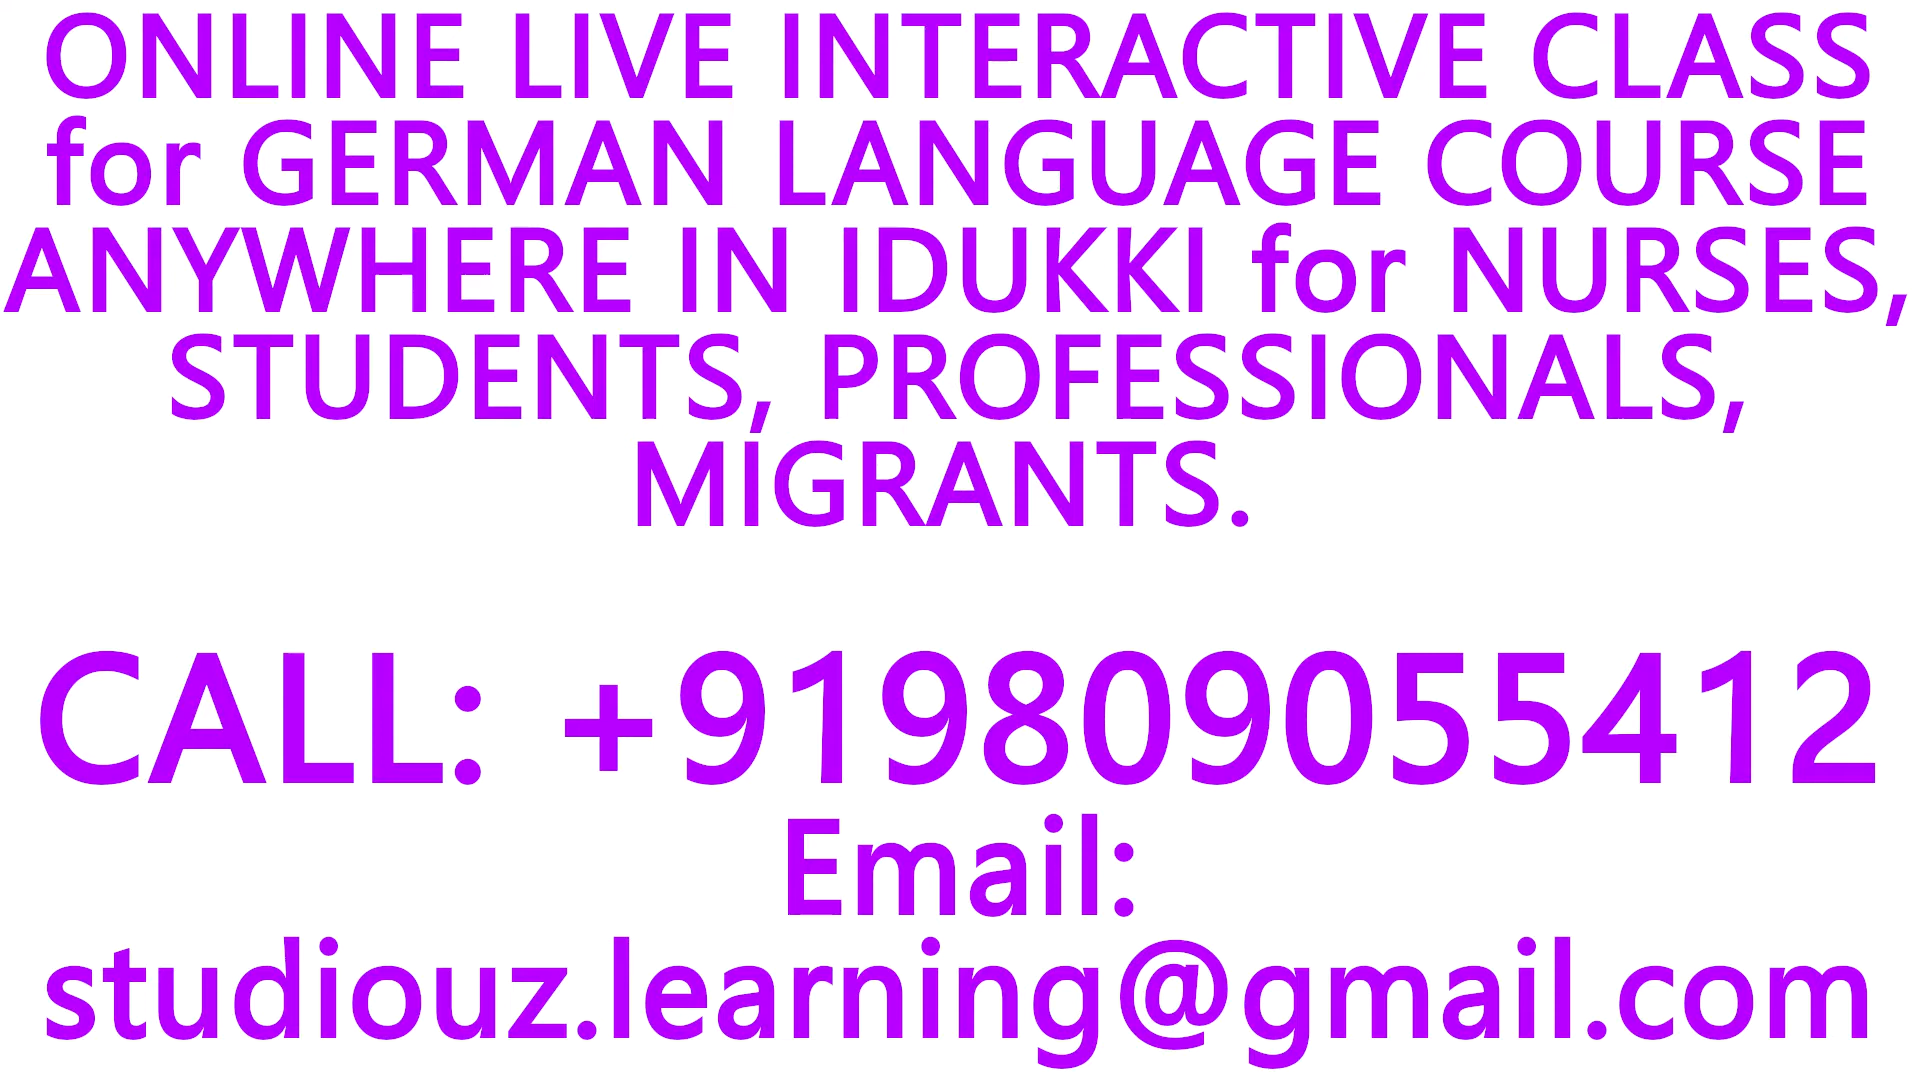 ONLINE LIVE INTERACTIVE CLASS
for GERMAN LANGUAGE COURSE
ANYWHERE IN IDUKKI for NURSES,
STUDENTS, PROFESSIONALS,
MIGRANTS.
CALL: +919809055412
Email:
studiouz.learning@gmail.com